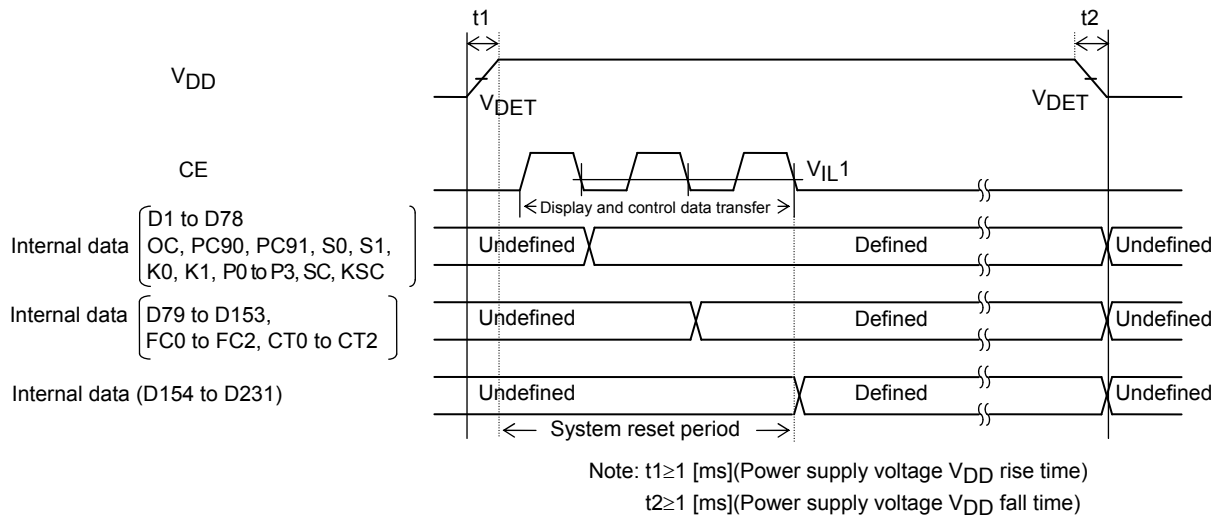 t1
t2
VDD
VDET
VDET
CE
VIL1
Display and control data transfer
Internal data
D1 to D78
OC, PC90, PC91, S0, S1,
K0, K1, P0 to P3, SC, KSC
Undefined
Defined
Undefined
Internal data
D79 to D153,
FC0 to FC2, CT0 to CT2
Undefined
Defined
Undefined
Internal data (D154 to D231)
Undefined
Defined
Undefined
System reset period
Note: t1≥1 [ms](Power supply voltage VDD rise time)
t2≥1 [ms](Power supply voltage VDD fall time)